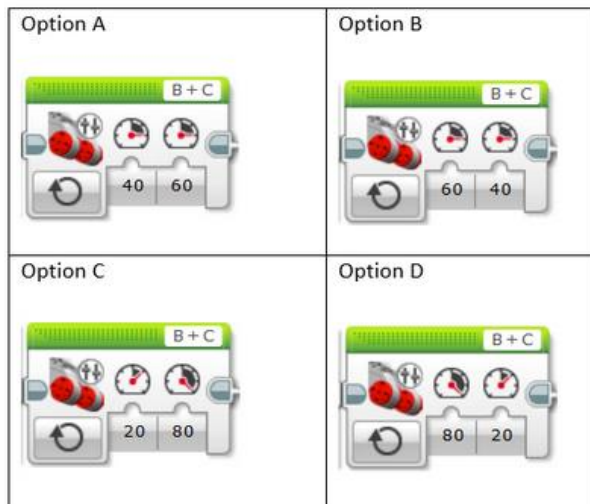 Option A
B + C
40 60
Option B
B + C
60 40
Option C
B + C
20 80
Option D
B + C
80 20